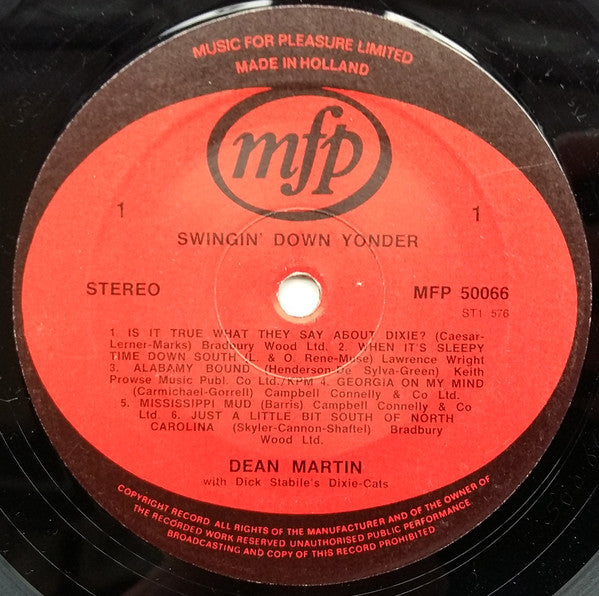 MUSIC FOR PLEASURE LIMITED
MADE IN HOLLAND
mfp
1 1
SWINGIN' DOWN YONDER
STEREO MFP 50066
ST1 576
1. IS IT TRUE WHAT THEY SAY ABOUT DIXIE? (Caesar-
Lerner-Marks) Bradbury Wood Ltd. 2. WHEN IT'S SLEEPY
TIME DOWN SOUTH (L. & O. Rene-Muse) Lawrence Wright
3. ALABAMY BOUND (Henderson-De Sylva-Green) Keith
Prowse Music Publ. Co Ltd./KPM 4. GEORGIA ON MY MIND
(Carmichael-Gorrell) Campbell Connelly & Co Ltd.
5. MISSISSIPPI MUD (Barris) Campbell Connelly & Co
Ltd. 6. JUST A LITTLE BIT SOUTH OF NORTH
CAROLINA (Skyler-Cannon-Shaftel) Bradbury
Wood Ltd.
DEAN MARTIN
with Dick Stabile's Dixie-Cats
COPYRIGHT RECORD ALL RIGHTS OF THE MANUFACTURER AND OF THE OWNER OF
THE RECORDED WORK RESERVED UNAUTHORISED PUBLIC PERFORMANCE
BROADCASTING AND COPY OF THIS RECORD PROHIBITED